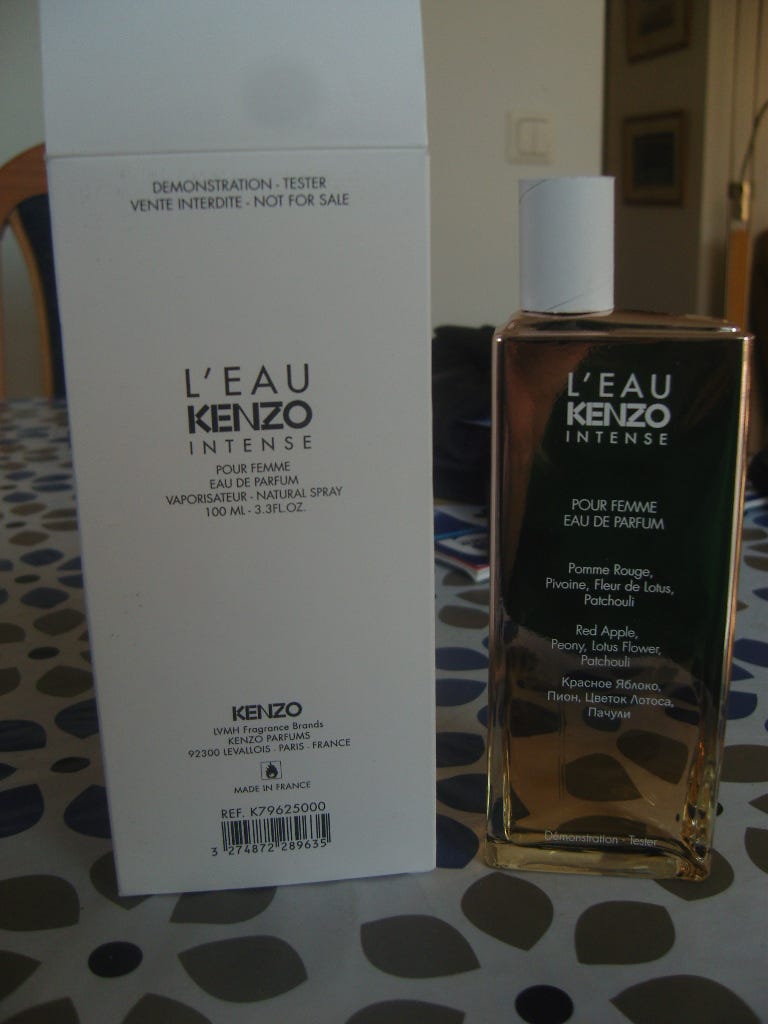 DEMONSTRATION - TESTER
VENTE INTERDITE - NOT FOR SALE
L'EAU
KENZO
INTENSE
POUR FEMME
EAU DE PARFUM
VAPORISATEUR - NATURAL SPRAY
100 ML - 3.3FL.OZ.
KENZO
LVMH Fragrance Brands
KENZO PARFUMS
92300 LEVALLOIS - PARIS - FRANCE
MADE IN FRANCE
REF. K79625000
3 274872 289635
L'EAU
KENZO
INTENSE
POUR FEMME
EAU DE PARFUM
Pomme Rouge,
Pivoine, Fleur de Lotus,
Patchouli
Red Apple,
Peony, Lotus Flower,
Patchouli
Красное Яблоко,
Пион, Цветок Лотоса,
Пачули
Démonstration - Tester